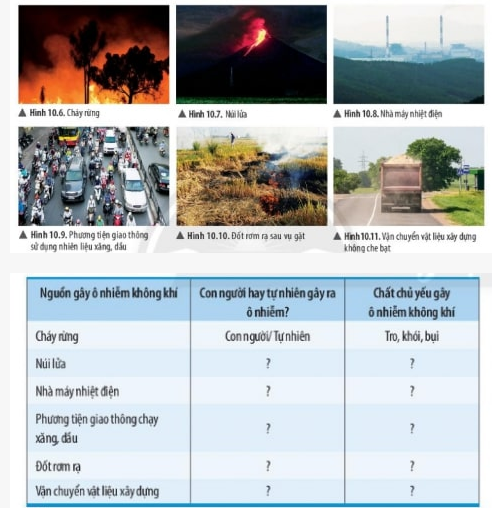 ▲ Hình 10.6. Cháy rừng
▲ Hình 10.7. Núi lửa
▲ Hình 10.8. Nhà máy nhiệt điện
▲ Hình 10.9. Phương tiện giao thông
sử dụng nhiên liệu xăng, dầu
▲ Hình 10.10. Đốt rơm rạ sau vụ gặt
▲ Hình 10.11. Vận chuyển vật liệu xây dựng
không che bạt
Nguồn gây ô nhiễm không khí
Con người hay tự nhiên gây ra
ô nhiễm?
Chất chủ yếu gây
ô nhiễm không khí
Cháy rừng
Con người/ Tự nhiên
Tro, khói, bụi
Núi lửa
?
?
Nhà máy nhiệt điện
?
?
Phương tiện giao thông chạy
xăng, dầu
?
?
Đốt rơm rạ
?
?
Vận chuyển vật liệu xây dựng
?
?